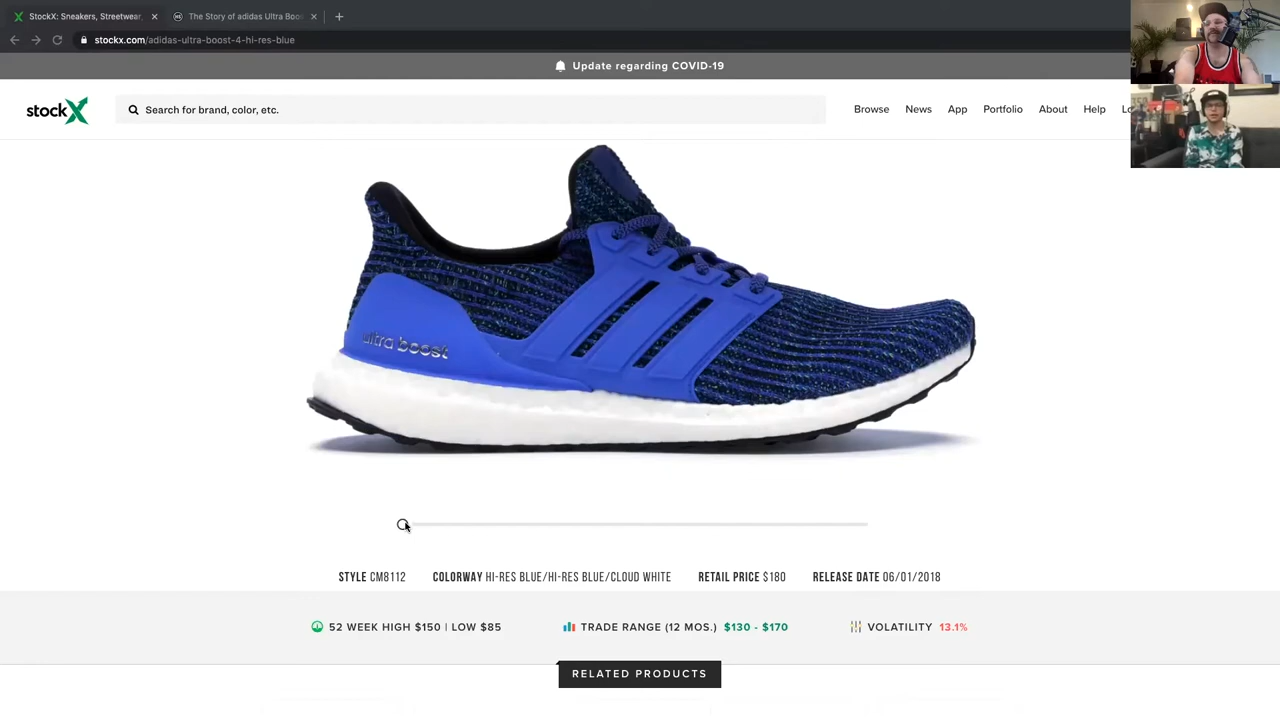 StockX: Sneakers, Streetwear,
The Story of adidas Ultra Boo
stockx.com/adidas-ultra-boost-4-hi-res-blue
Update regarding COVID-19
stockX
Search for brand, color, etc.
Browse
News
App
Portfolio
About
Help
Lo
ultra boost
STYLE CM8112
COLORWAY HI-RES BLUE/HI-RES BLUE/CLOUD WHITE
RETAIL PRICE $180
RELEASE DATE 06/01/2018
52 WEEK HIGH $150 | LOW $85
TRADE RANGE (12 MOS.) $130 - $170
VOLATILITY 13.1%
RELATED PRODUCTS